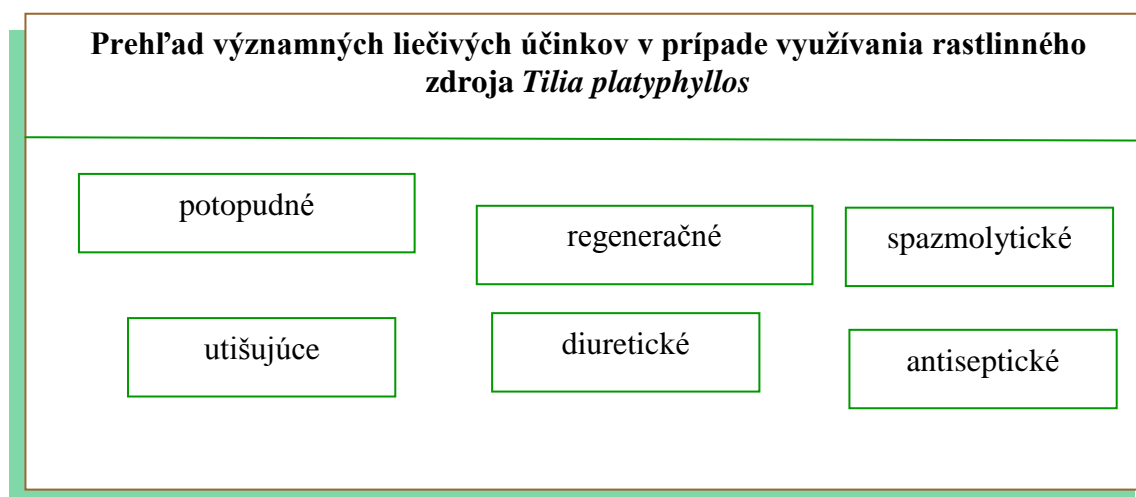 Prehľad významných liečivých účinkov v prípade využívania rastlinného
zdroja Tilia platyphyllos
potopudné
regeneračné
spazmolytické
utišujúce
diuretické
antiseptické